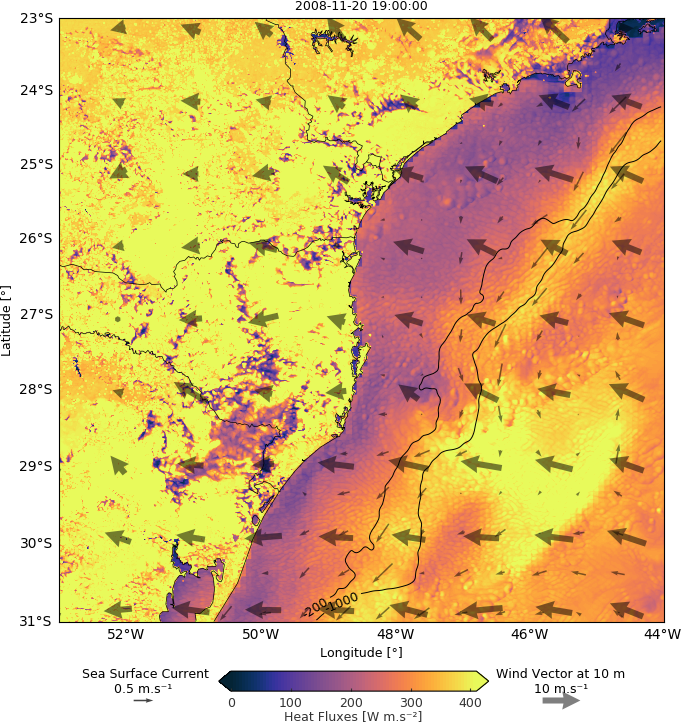 2008-11-20 19:00:00
23°S
24°S
25°S
26°S
27°S
28°S
29°S
30°S
31°S
Latitude [°]
-200
-1000
52°W 50°W 48°W 46°W 44°W
Longitude [°]
Sea Surface Current
0.5 m.s⁻¹
Wind Vector at 10 m
10 m.s⁻¹
0 100 200 300 400
Heat Fluxes [W m.s⁻²]